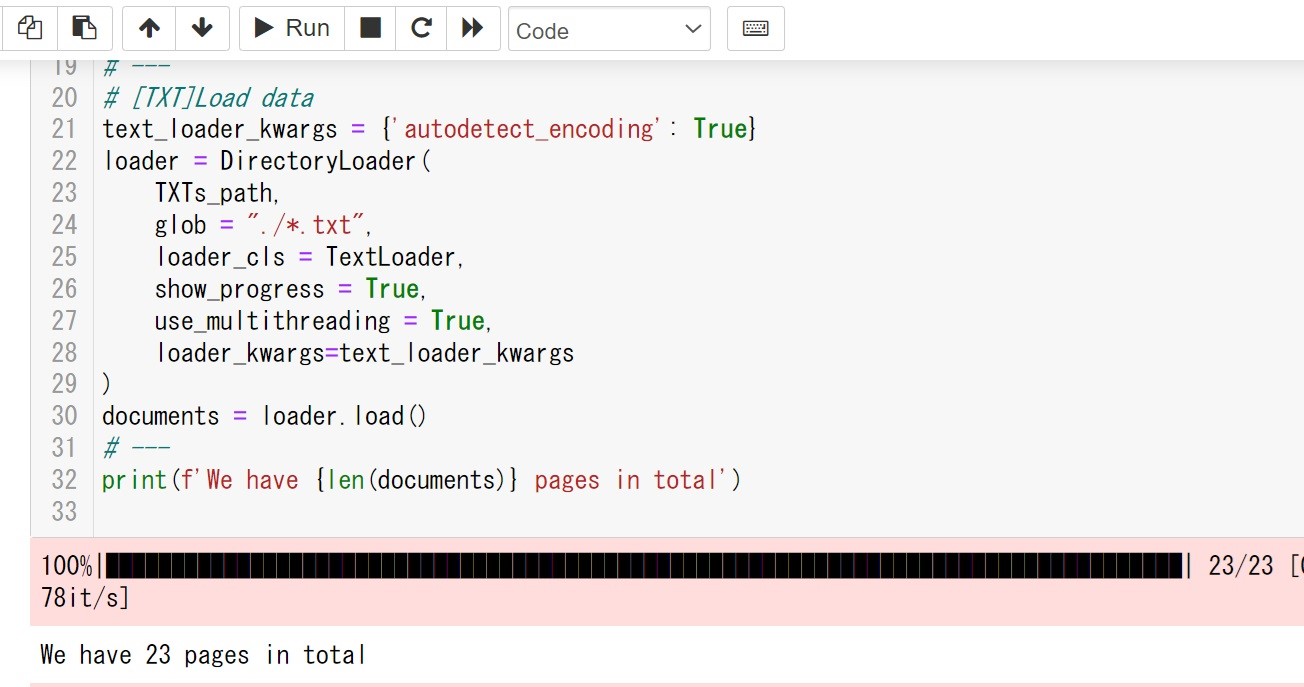 Run
Code
19 # ---
20 # [TXT]Load data
21 text_loader_kwargs = {'autodetect_encoding': True}
22 loader = DirectoryLoader(
23     TXTs_path,
24     glob = "./*.txt",
25     loader_cls = TextLoader,
26     show_progress = True,
27     use_multithreading = True,
28     loader_kwargs=text_loader_kwargs
29 )
30 documents = loader.load()
31 # ---
32 print(f'We have {len(documents)} pages in total')
33
100%|██████████| 23/23 [
78it/s]
We have 23 pages in total